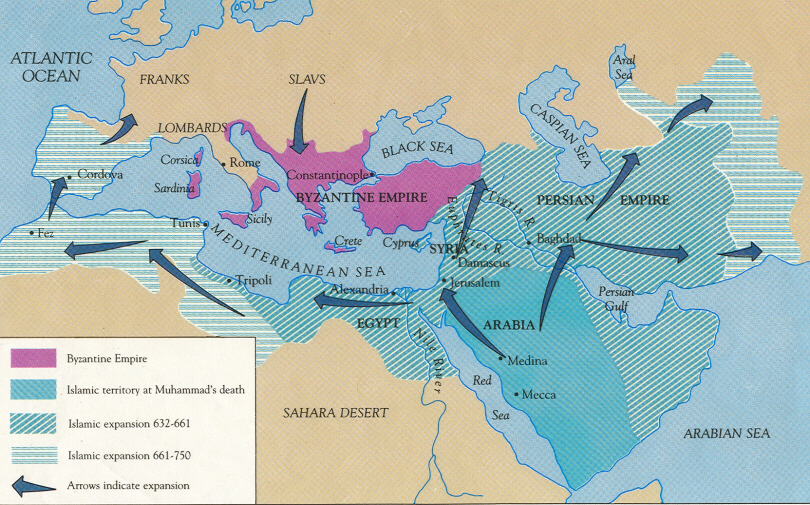 ATLANTIC
OCEAN
FRANKS
SLAVS
Aral
Sea
CASPIAN SEA
LOMBARDS
BLACK SEA
Corsica
Rome
Cordova
Constantinople
Sardinia
BYZANTINE EMPIRE
PERSIAN EMPIRE
Tigris R.
Euphrates R.
Sicily
Tunis
Fez
Crete
Cyprus
SYRIA
Baghdad
MEDITERRANEAN SEA
Damascus
Tripoli
Jerusalem
Alexandria
Persian
Gulf
EGYPT
ARABIA
Nile River
Medina
Red
Sea
Mecca
SAHARA DESERT
ARABIAN SEA
Byzantine Empire
Islamic territory at Muhammad's death
Islamic expansion 632-661
Islamic expansion 661-750
Arrows indicate expansion